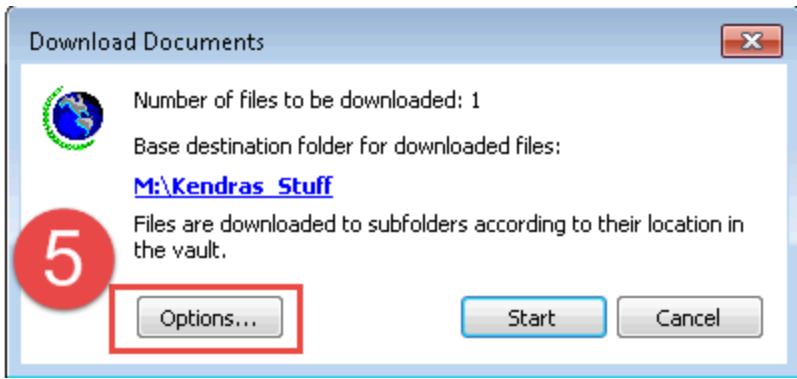 Download Documents
Number of files to be downloaded: 1
Base destination folder for downloaded files:
M:\Kendras_Stuff
Files are downloaded to subfolders according to their location in
the vault.
5
Options...
Start
Cancel